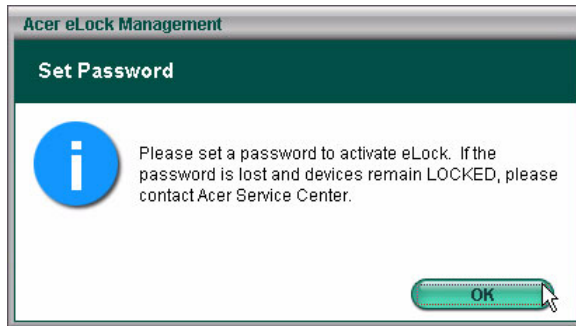 Acer eLock Management
Set Password
Please set a password to activate eLock. If the
password is lost and devices remain LOCKED, please
contact Acer Service Center.
OK